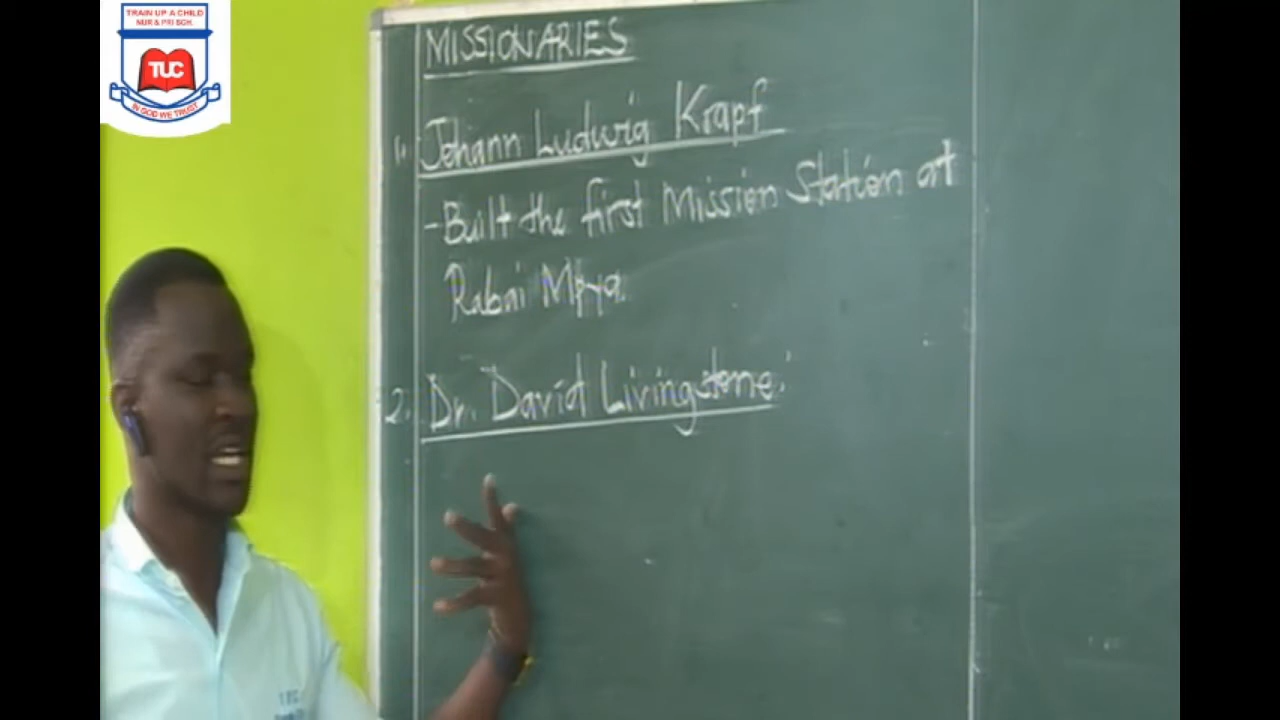 TRAIN UP A CHILD
NUR & PRI SCH.
TUC
IN GOD WE TRUST
MISSIONARIES
1. Johann Ludwig Krapf
- Built the first Mission Station at
Rabai Mpya.
2. Dr. David Livingstone.